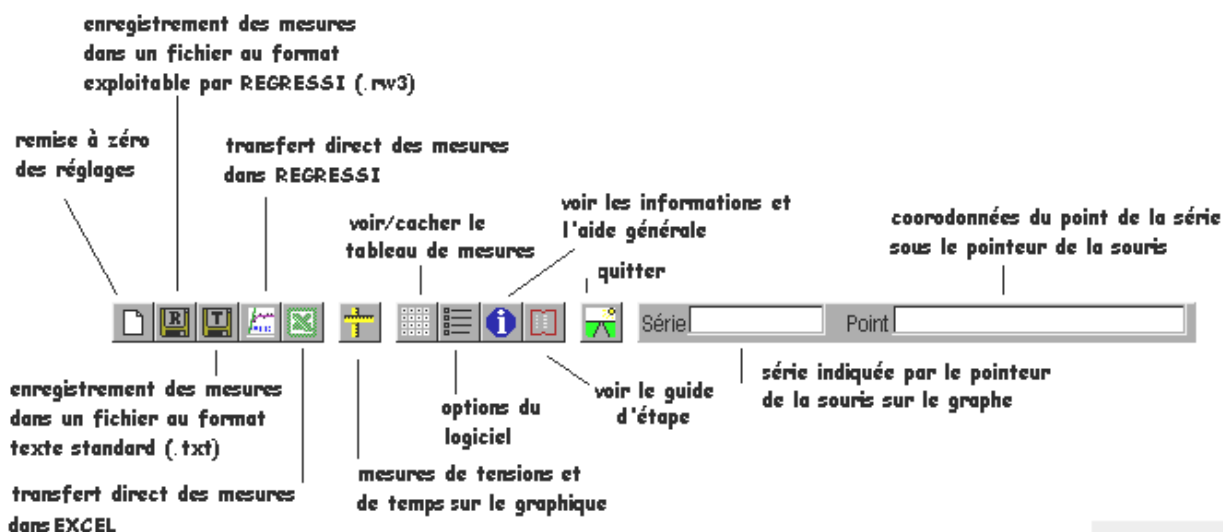 enregistrement des mesures
dans un fichier au format
exploitable par REGRESSI (.rw3)
remise à zéro
des réglages
transfert direct des mesures
dans REGRESSI
voir/cacher le
tableau de mesures
voir les informations et
l'aide générale
quitter
coorodonnées du point de la série
sous le pointeur de la souris
R
T
i
Série
Point
enregistrement des mesures
dans un fichier au format
texte standard (.txt)
transfert direct des mesures
dans EXCEL
mesures de tensions et
de temps sur le graphique
options du
logiciel
voir le guide
d'étape
série indiquée par le pointeur
de la souris sur le graphe